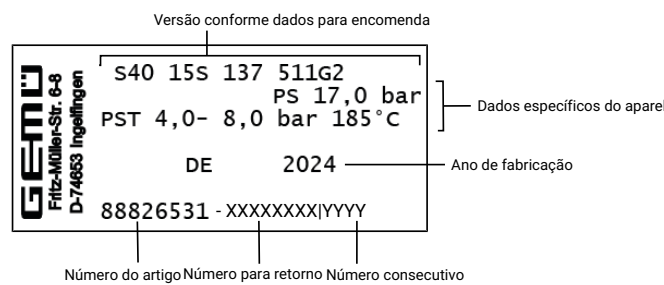 Versão conforme dados para encomenda
GEMÜ
Fritz-Müller-Str. 6-8
D-74653 Ingelfingen
S40 15S 137 511G2
PS 17,0 bar
PST 4,0- 8,0 bar 185°C
Dados específicos do aparel
DE 2024
Ano de fabricação
88826531 - XXXXXXXX|YYYY
Número do artigo
Número para retorno
Número consecutivo